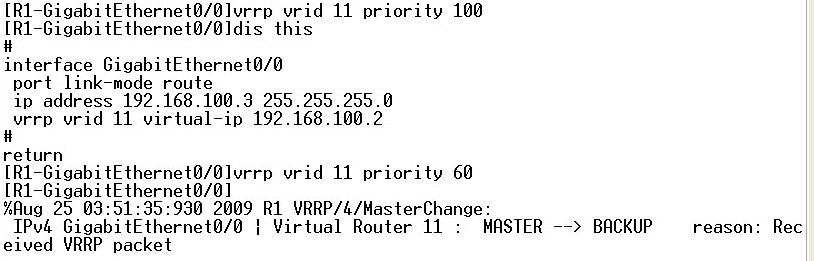 [R1-GigabitEthernet0/0]vrrp vrid 11 priority 100
[R1-GigabitEthernet0/0]dis this
#
interface GigabitEthernet0/0
 port link-mode route
 ip address 192.168.100.3 255.255.255.0
 vrrp vrid 11 virtual-ip 192.168.100.2
#
return
[R1-GigabitEthernet0/0]vrrp vrid 11 priority 60
[R1-GigabitEthernet0/0]
%Aug 25 03:51:35:930 2009 R1 VRRP/4/MasterChange:
 IPv4 GigabitEthernet0/0 | Virtual Router 11 :  MASTER --> BACKUP    reason: Rec
eived VRRP packet